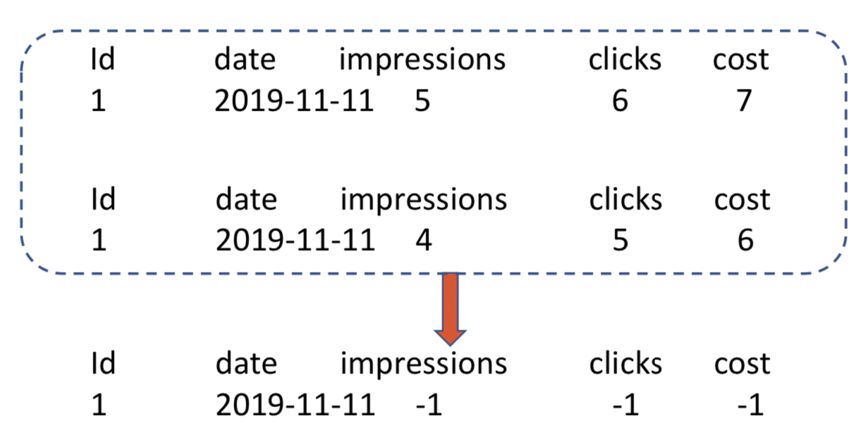 Id date impressions clicks cost
1 2019-11-11 5 6 7
Id date impressions clicks cost
1 2019-11-11 4 5 6
Id date impressions clicks cost
1 2019-11-11 -1 -1 -1